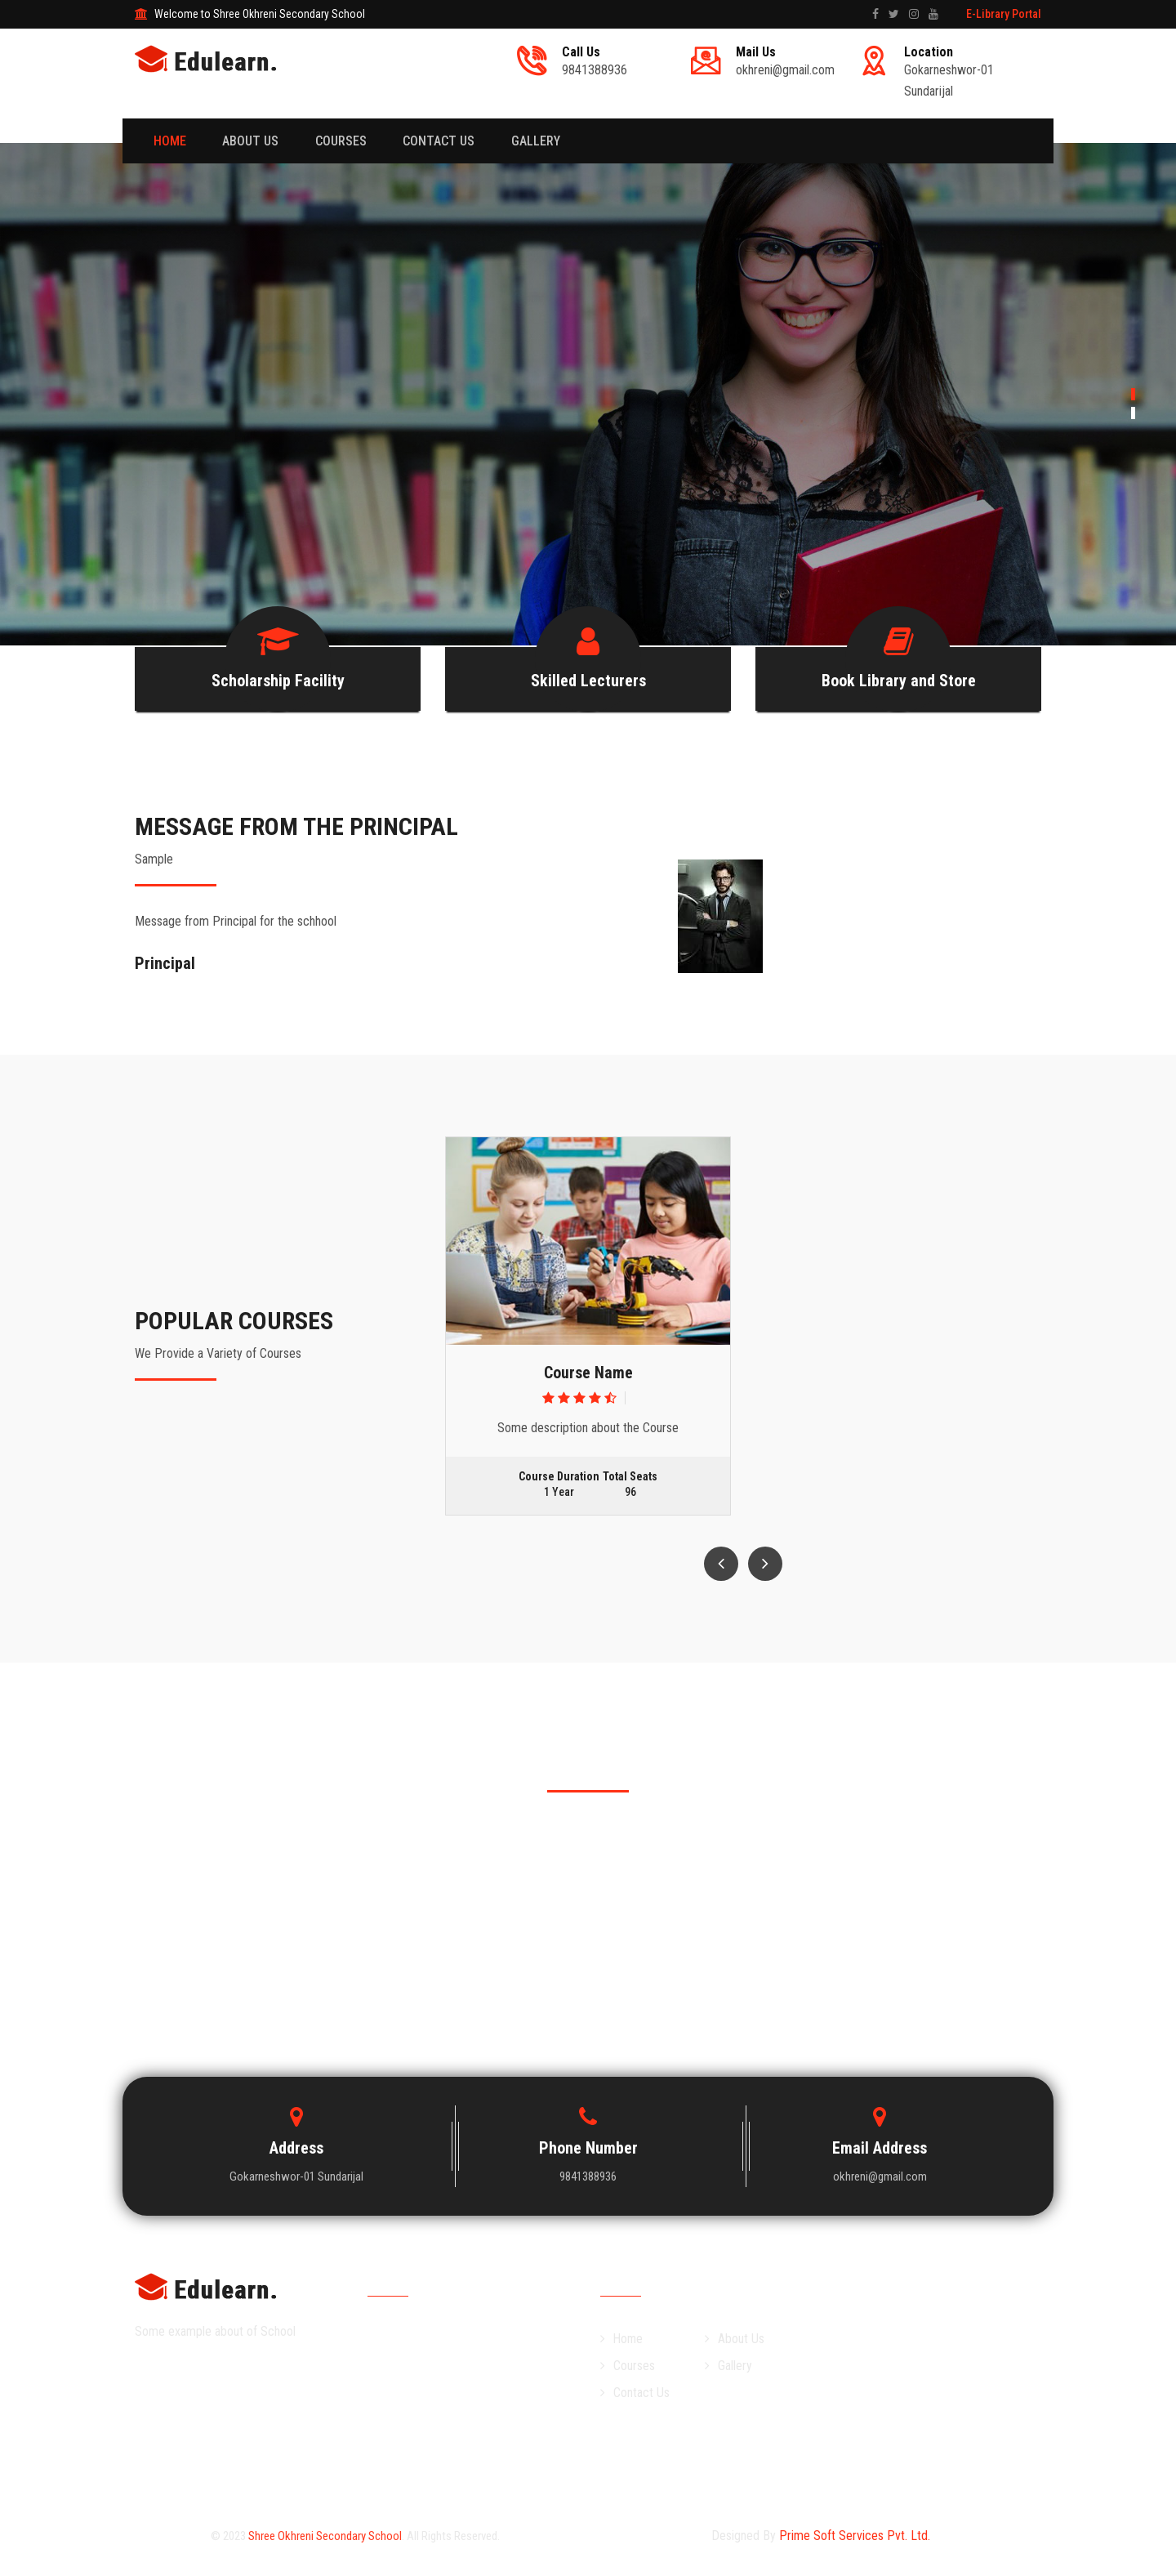 Welcome to Shree Okhreni Secondary School
E-Library Portal
Edulearn.
Call Us
9841388936
Mail Us
okhreni@gmail.com
Location
Gokarneshwor-01
Sundarijal
HOME ABOUT US COURSES CONTACT US GALLERY
Scholarship Facility
Skilled Lecturers
Book Library and Store
MESSAGE FROM THE PRINCIPAL
Sample
Message from Principal for the schhool
Principal
POPULAR COURSES
We Provide a Variety of Courses
Course Name
Some description about the Course
Course Duration Total Seats
1 Year 96
Address
Gokarneshwor-01 Sundarijal
Phone Number
9841388936
Email Address
okhreni@gmail.com
Edulearn.
Some example about of School
Home About Us
Courses Gallery
Contact Us
© 2023 Shree Okhreni Secondary School. All Rights Reserved
Designed By Prime Soft Services Pvt. Ltd.